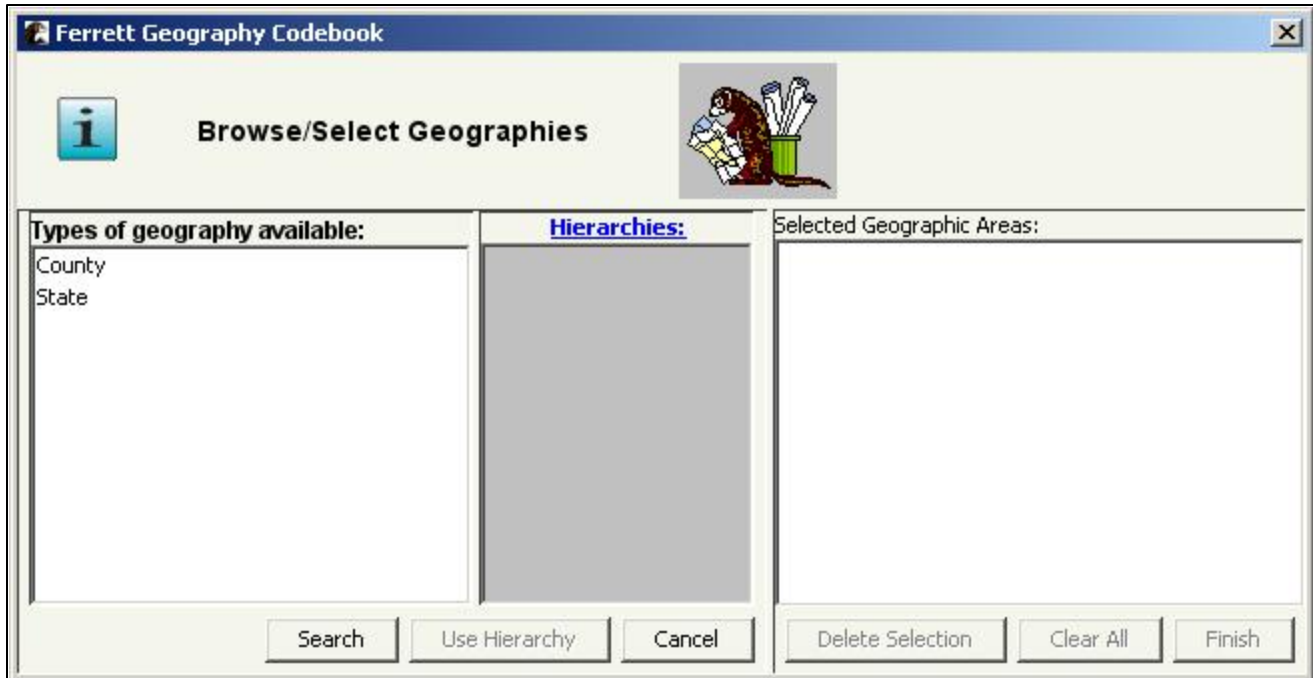 Ferrett Geography Codebook
i
Browse/Select Geographies
Types of geography available:
County
State
Hierarchies:
Selected Geographic Areas:
Search
Use Hierarchy
Cancel
Delete Selection
Clear All
Finish